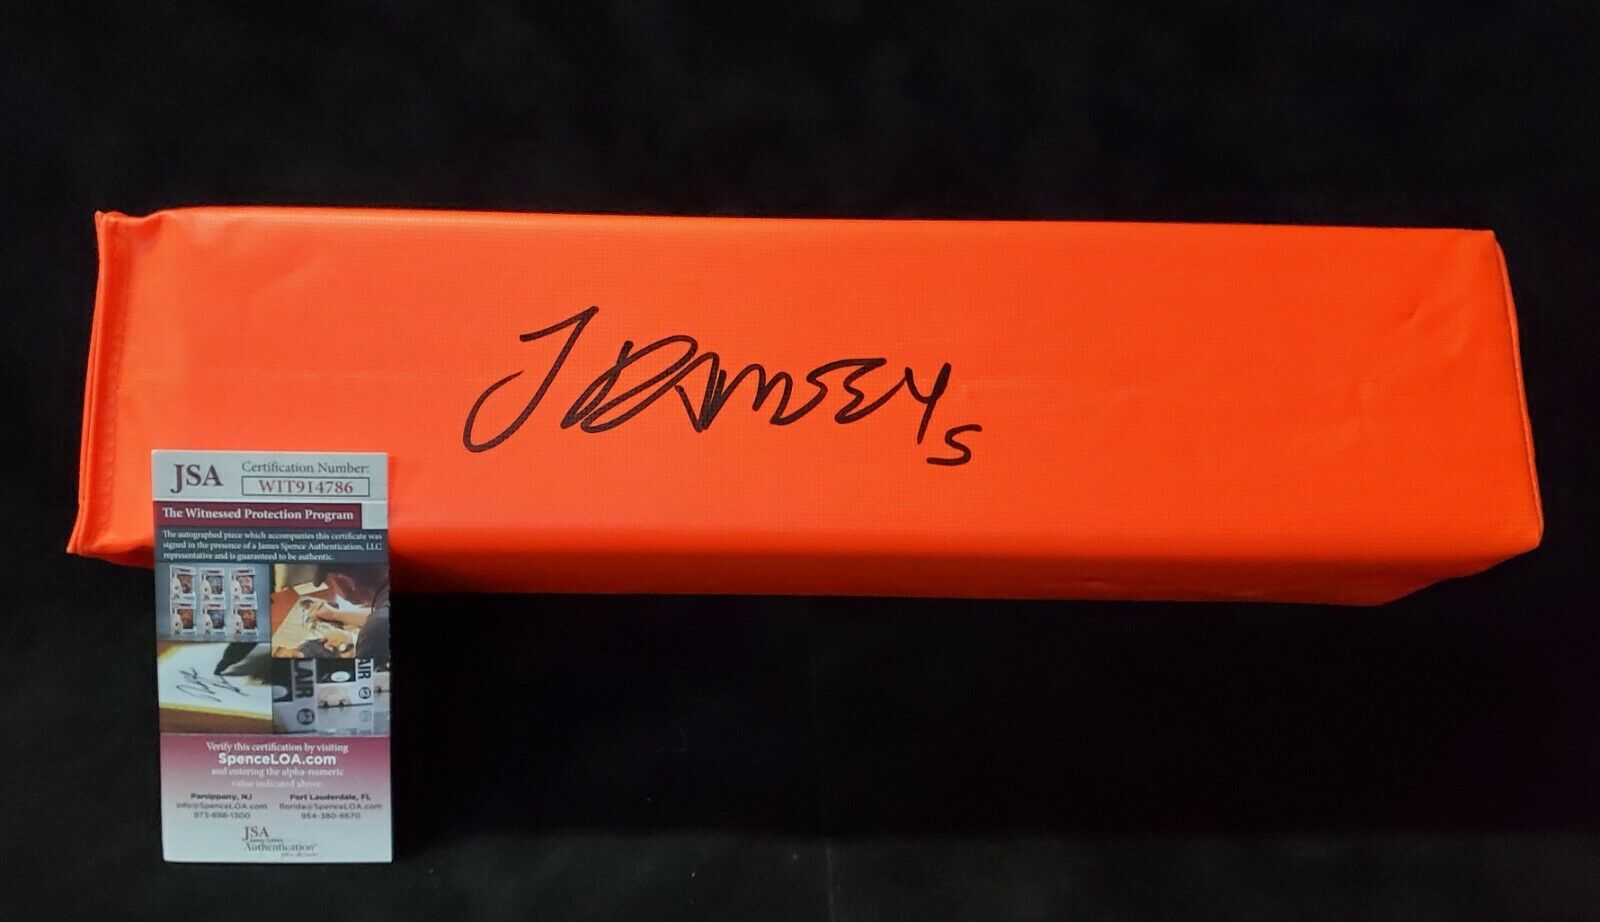 J RAMSEY
5
JSA
Certification Number:
WIT914786
The Witnessed Protection Program
The autographed piece which accompanies this certificate was
signed in the presence of a James Spence Authentication, LLC
representative and is guaranteed to be authentic.
AIR
LAIR
Verify this certification by visiting
SpenceLOA.com
and entering the alpha-numeric
value indicated above.
Parsippany, NJ
info@SpenceLOA.com
973-898-1300
Fort Lauderdale, FL
florida@SpenceLOA.com
954-380-6670
JSA
Authentication